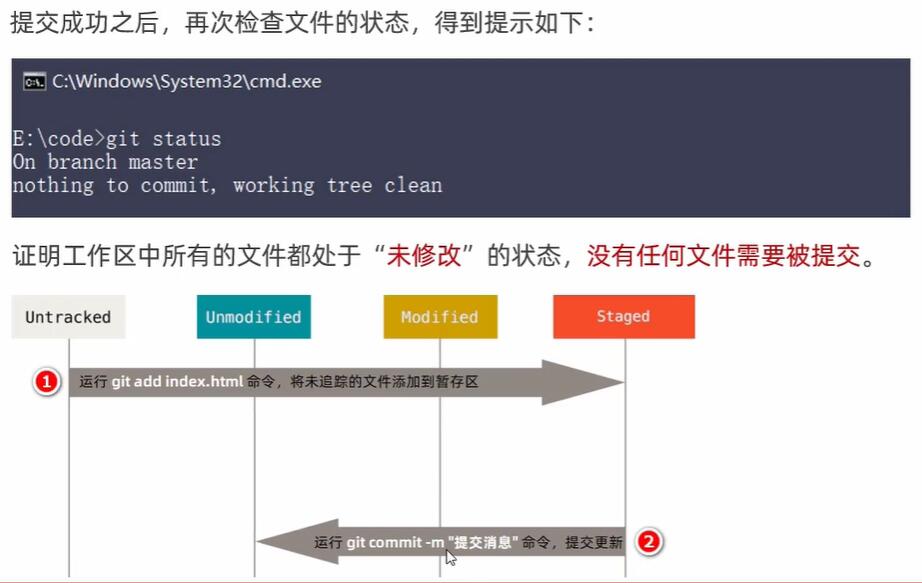 提交成功之后，再次检查文件的状态，得到提示如下：
C:\Windows\System32\cmd.exe
E:\code>git status
On branch master
nothing to commit, working tree clean
证明工作区中所有的文件都处于“未修改”的状态，没有任何文件需要被提交。
Untracked
Unmodified
Modified
Staged
1 运行 git add index.html 命令，将未追踪的文件添加到暂存区
运行 git commit -m "提交消息" 命令，提交更新 2